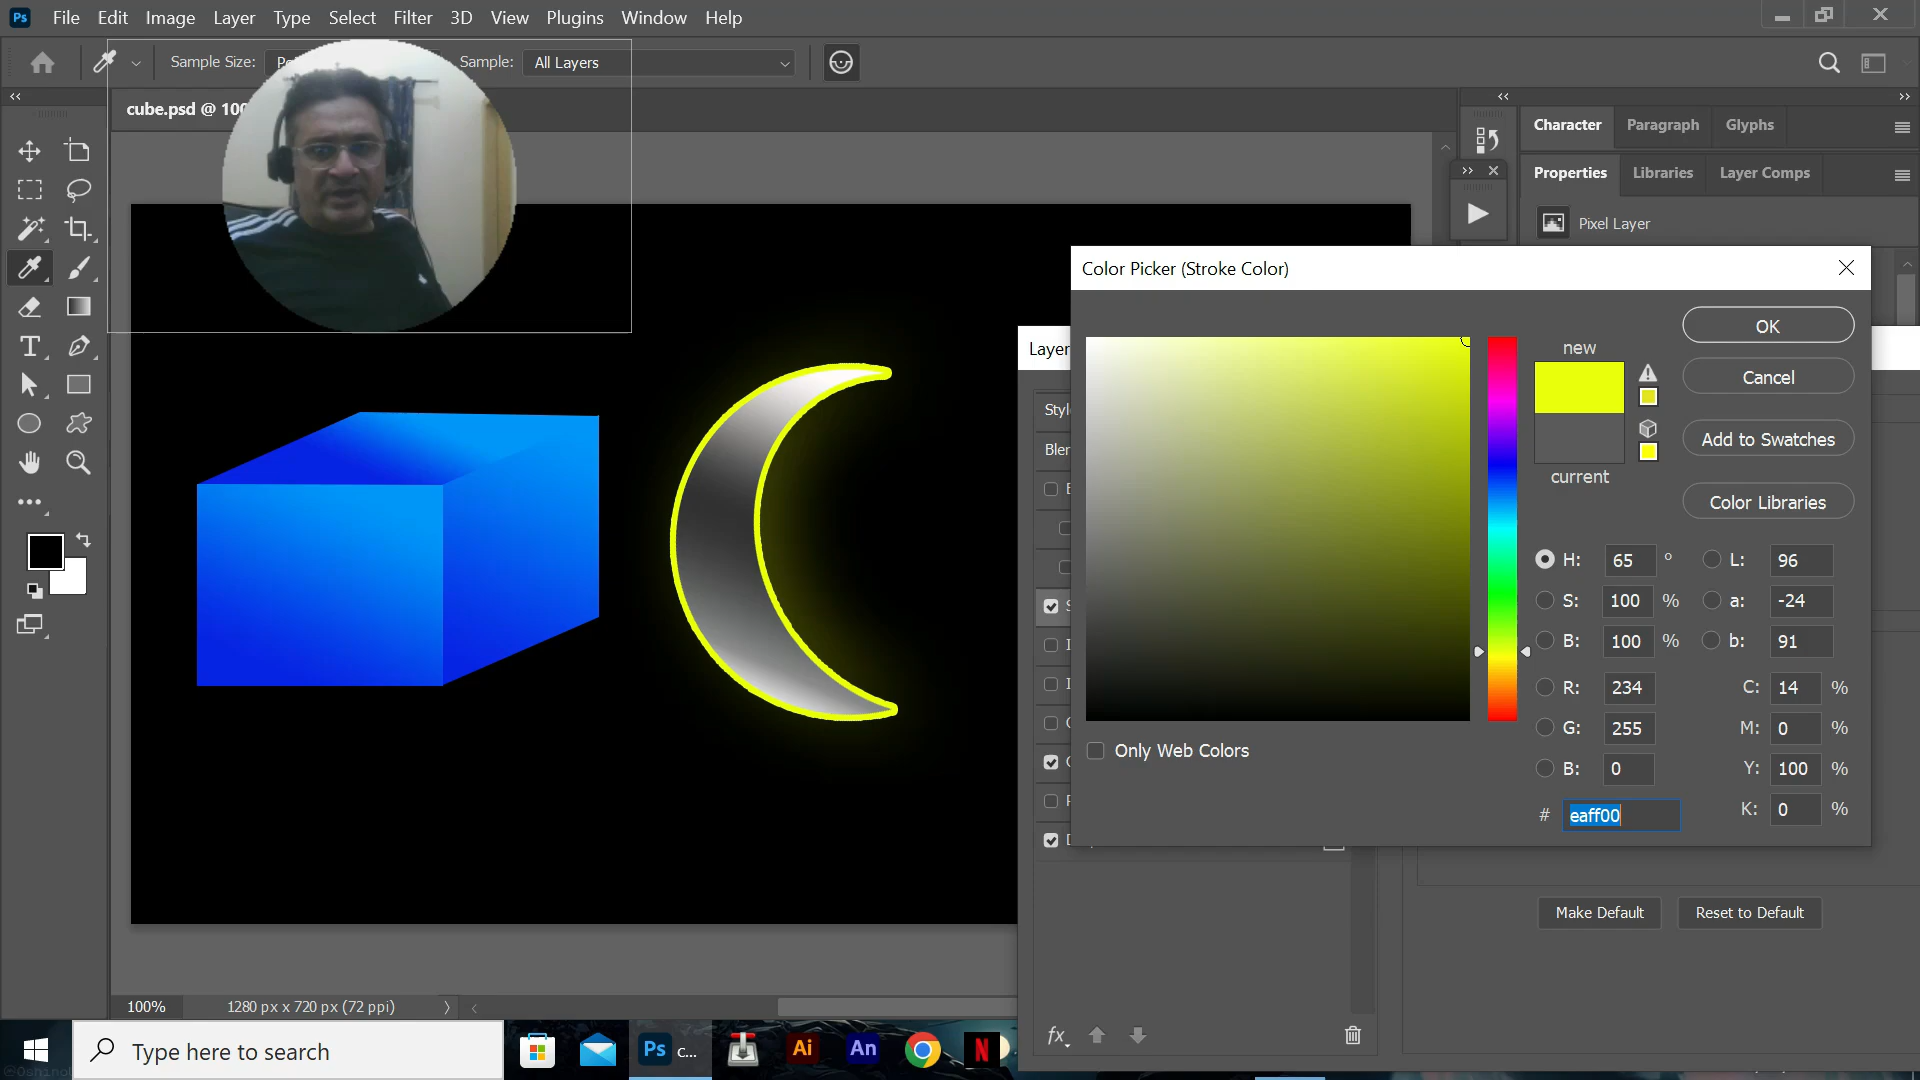 Ps File Edit Image Layer Type Select Filter 3D View Plugins Window Help
Sample Size: Sample: All Layers
cube.psd @ 100
Character Paragraph Glyphs
Properties Libraries Layer Comps
Pixel Layer
Color Picker (Stroke Color)
OK
new
Layer
Cancel
Add to Swatches
current
Color Libraries
H: 65 ° L: 96
S: 100 % a: -24
B: 100 % b: 91
R: 234 C: 14 %
G: 255 M: 0 %
Only Web Colors
B: 0 Y: 100 %
# eaff00 K: 0 %
Make Default Reset to Default
100% 1280 px x 720 px (72 ppi)
fx
Type here to search
Ps C... Ai An N